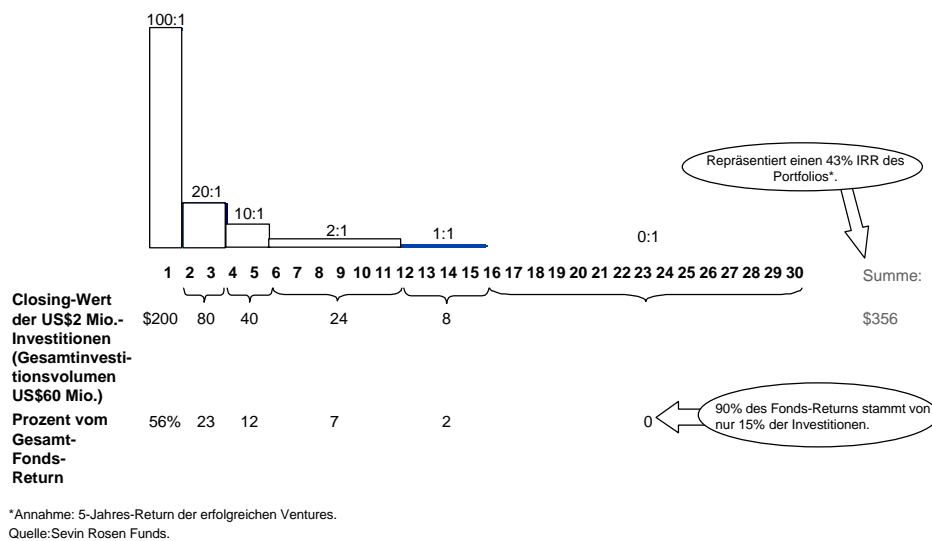 100:1
20:1
10:1
2:1
1:1
0:1
Repräsentiert einen 43% IRR des
Portfolios*.
1 2 3 4 5 6 7 8 9 10 11 12 13 14 15 16 17 18 19 20 21 22 23 24 25 26 27 28 29 30
Summe:
Closing-Wert
der US$2 Mio.-
Investitionen
(Gesamtinvesti-
tionsvolumen
US$60 Mio.)
$200 80 40 24 8 $356
Prozent vom
Gesamt-
Fonds-
Return
56% 23 12 7 2 0
90% des Fonds-Returns stammt von
nur 15% der Investitionen.
*Annahme: 5-Jahres-Return der erfolgreichen Ventures.
Quelle:Sevin Rosen Funds.